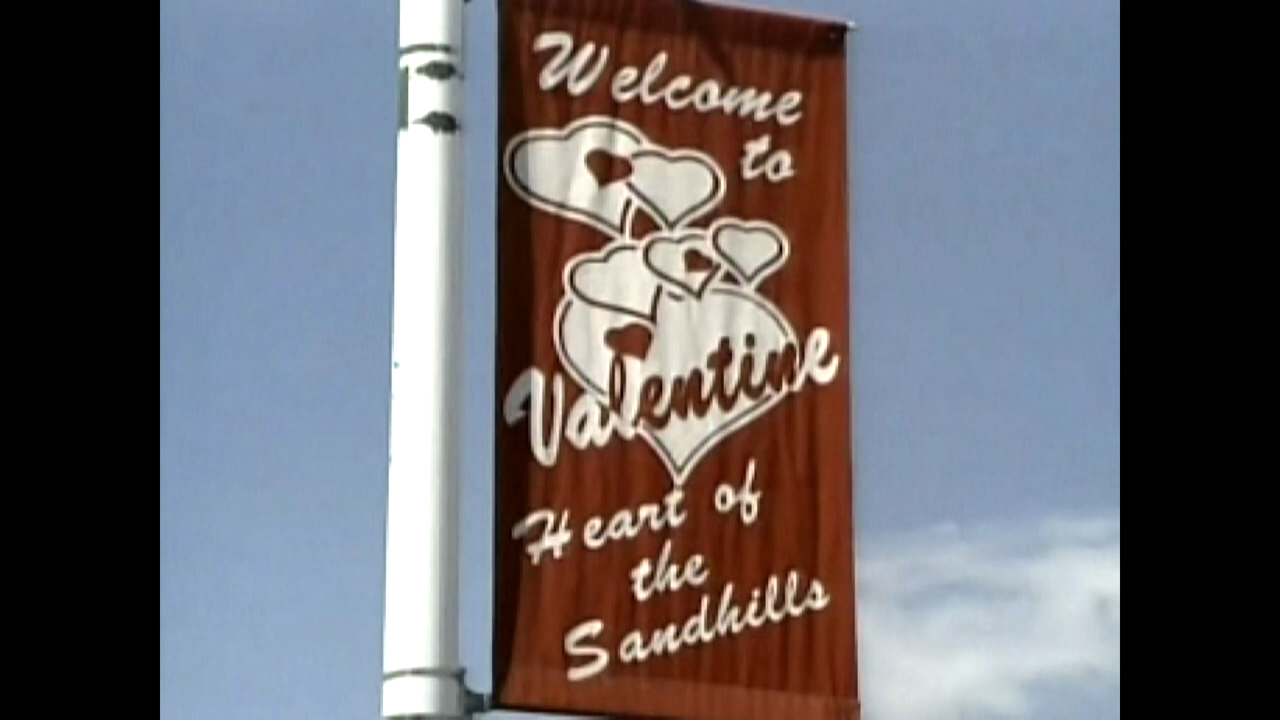 Welcome
to
Valentine
Heart of
the
Sandhills